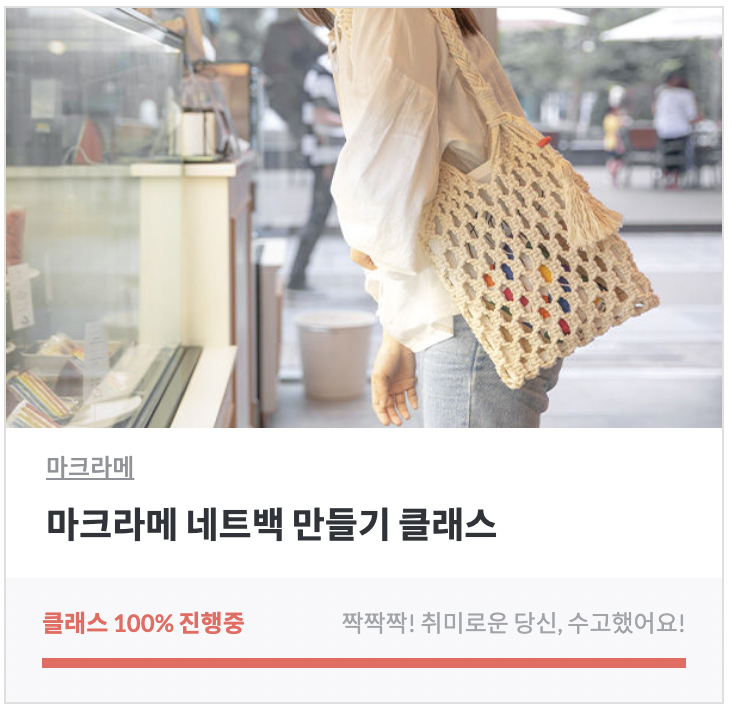 마크라메
마크라메 네트백 만들기 클래스
클래스 100% 진행중
짝짝짝! 취미로운 당신, 수고했어요!